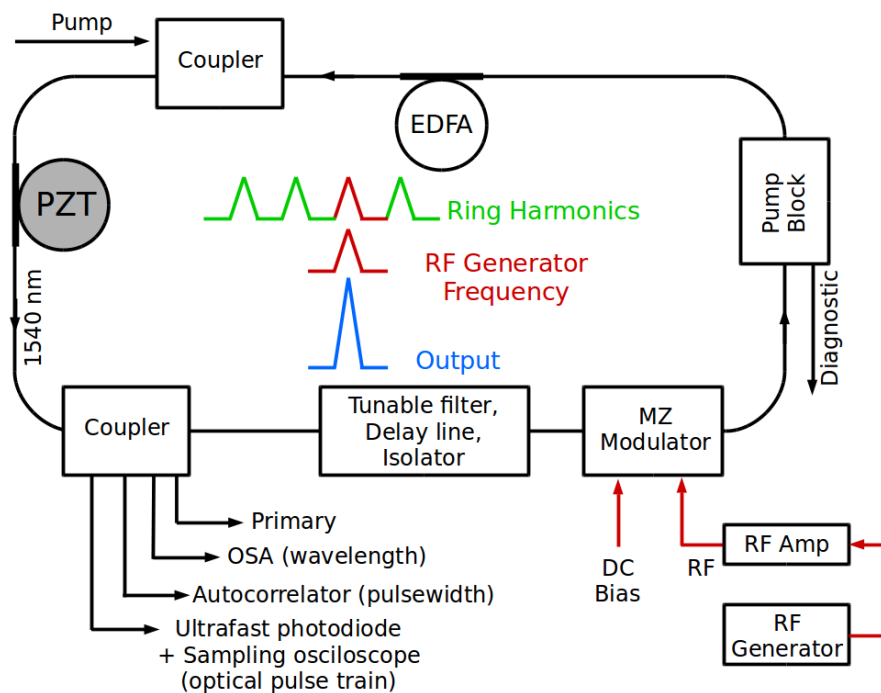 Pump
Coupler
EDFA
PZT
Pump
Block
Ring Harmonics
RF Generator
Frequency
Output
1540 nm
Diagnostic
Coupler
Tunable filter,
Delay line,
Isolator
MZ
Modulator
Primary
OSA (wavelength)
Autocorrelator (pulsewidth)
Ultrafast photodiode
+ Sampling osciloscope
(optical pulse train)
DC
Bias
RF
RF Amp
RF
Generator